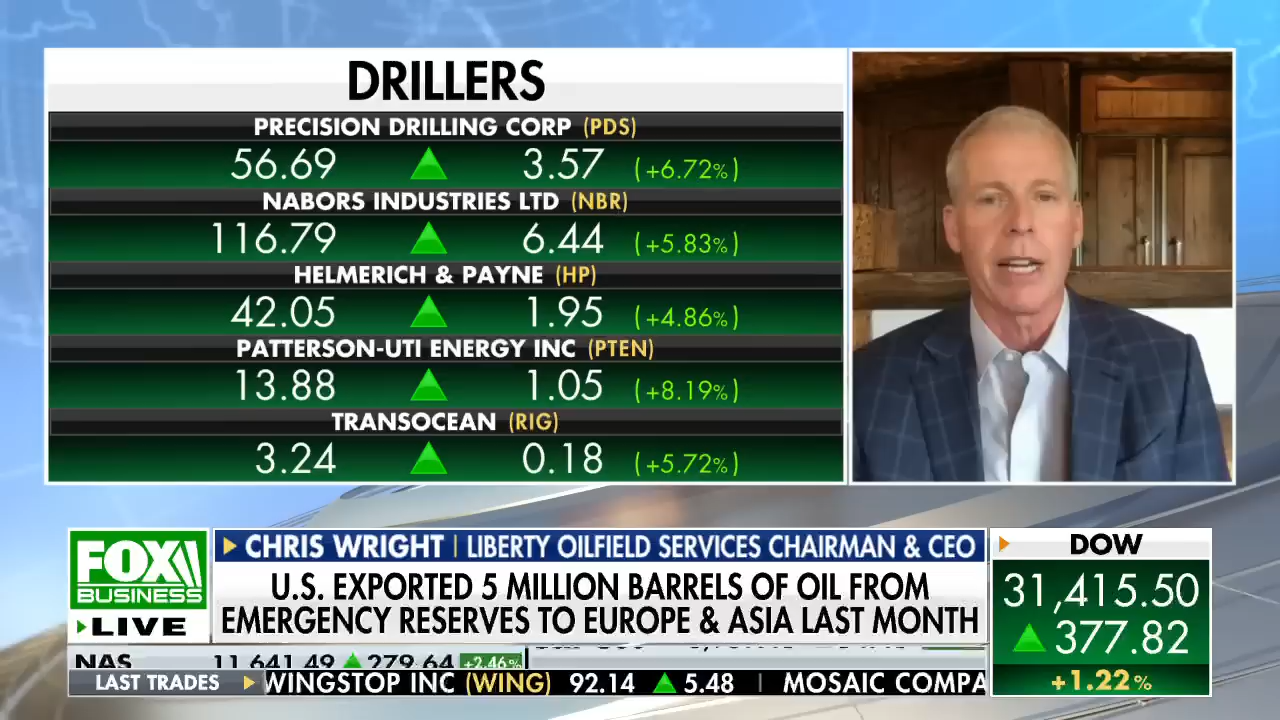 DRILLERS
PRECISION DRILLING CORP (PDS)
56.69 3.57 (+6.72%)
NABORS INDUSTRIES LTD (NBR)
116.79 6.44 (+5.83%)
HELMERICH & PAYNE (HP)
42.05 1.95 (+4.86%)
PATTERSON-UTI ENERGY INC (PTEN)
13.88 1.05 (+8.19%)
TRANSOCEAN (RIG)
3.24 0.18 (+5.72%)
FOX
BUSINESS
LIVE
CHRIS WRIGHT | LIBERTY OILFIELD SERVICES CHAIRMAN & CEO
U.S. EXPORTED 5 MILLION BARRELS OF OIL FROM
EMERGENCY RESERVES TO EUROPE & ASIA LAST MONTH
DOW
31,415.50
377.82
+1.22%
NAS 11,641.49 279.64 +2.46%
LAST TRADES WINGSTOP INC (WING) 92.14 5.48 | MOSAIC COMPA